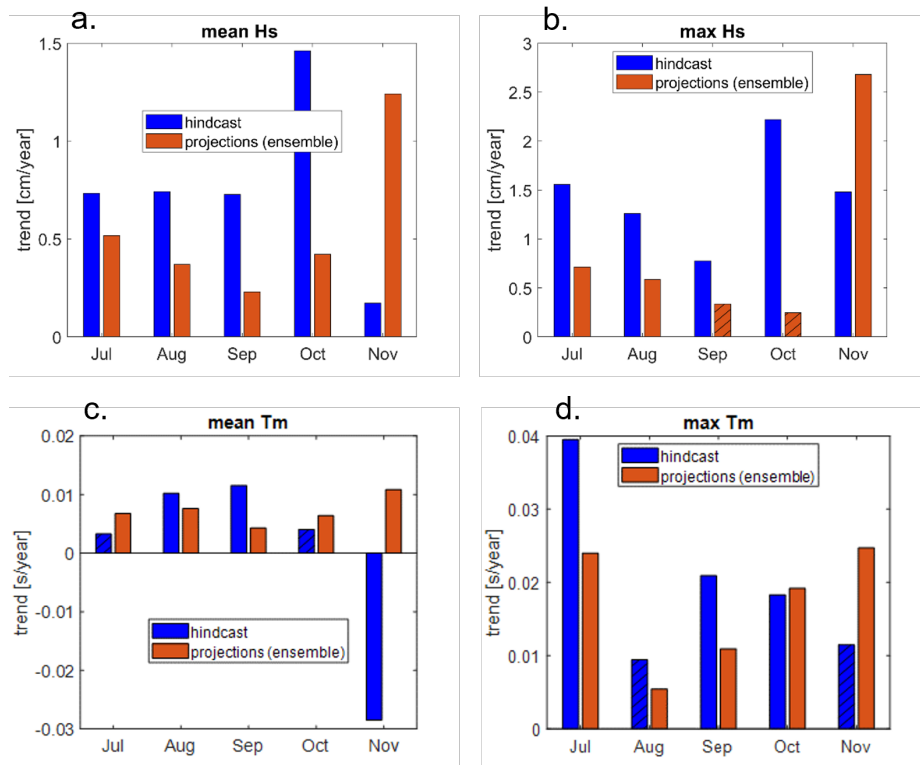 a.
mean Hs
trend [cm/year]
1.5
1
0.5
0
hindcast
projections (ensemble)
Jul Aug Sep Oct Nov
b.
max Hs
trend [cm/year]
3
2.5
2
1.5
1
0.5
0
hindcast
projections (ensemble)
Jul Aug Sep Oct Nov
c.
mean Tm
trend [s/year]
0.02
0.01
0
-0.01
-0.02
-0.03
hindcast
projections (ensemble)
Jul Aug Sep Oct Nov
d.
max Tm
trend [s/year]
0.04
0.03
0.02
0.01
0
hindcast
projections (ensemble)
Jul Aug Sep Oct Nov